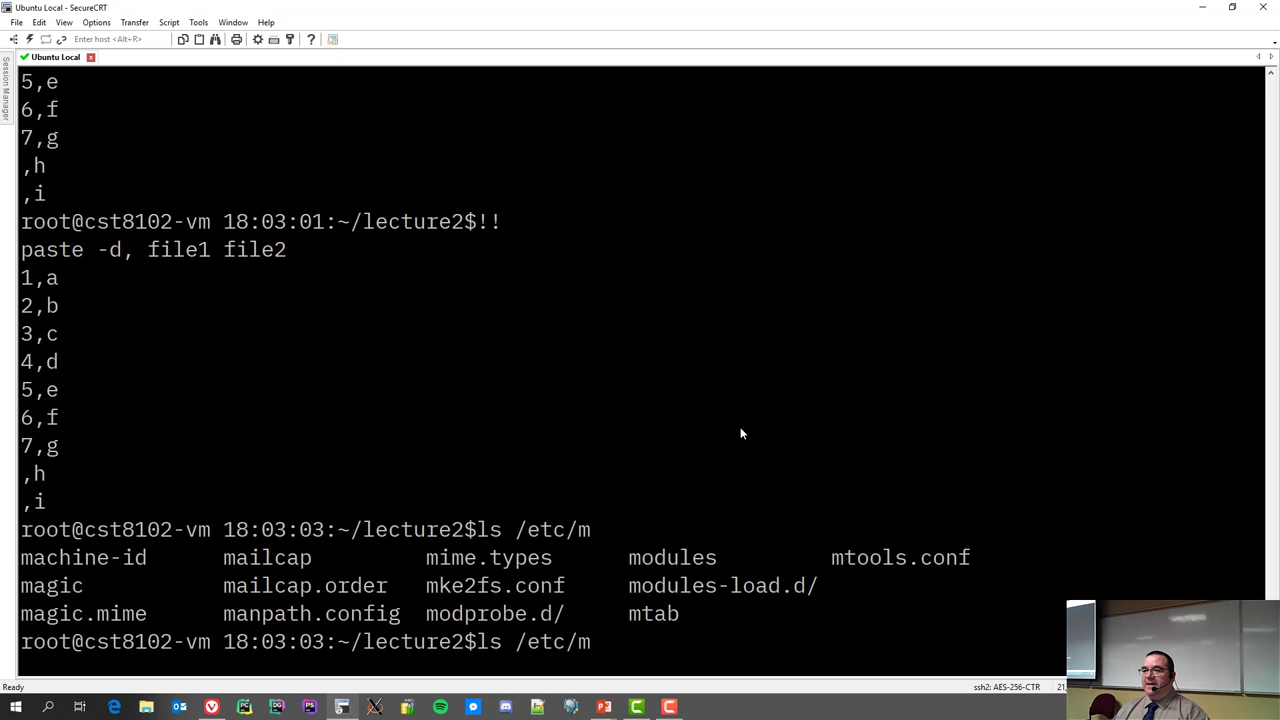 Ubuntu Local - SecureCRT
File Edit View Options Transfer Script Tools Window Help
Enter host <Alt+R>
Session Manager
Ubuntu Local
5,e
6,f
7,g
,h
,i
root@cst8102-vm 18:03:01:~/lecture2$!!
paste -d, file1 file2
1,a
2,b
3,c
4,d
5,e
6,f
7,g
,h
,i
root@cst8102-vm 18:03:03:~/lecture2$ls /etc/m
machine-id mailcap mime.types modules mtools.conf
magic mailcap.order mke2fs.conf modules-load.d/
magic.mime manpath.config modprobe.d/ mtab
root@cst8102-vm 18:03:03:~/lecture2$ls /etc/m
Ready ssh2: AES-256-CTR 21,